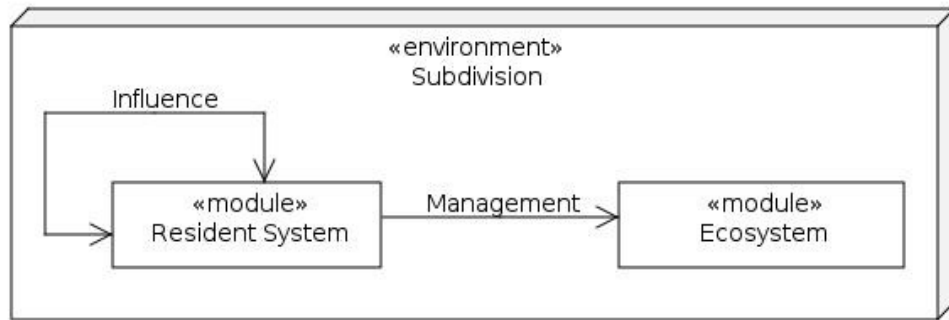 «environment»
Subdivision
Influence
«module»
Resident System
Management
«module»
Ecosystem